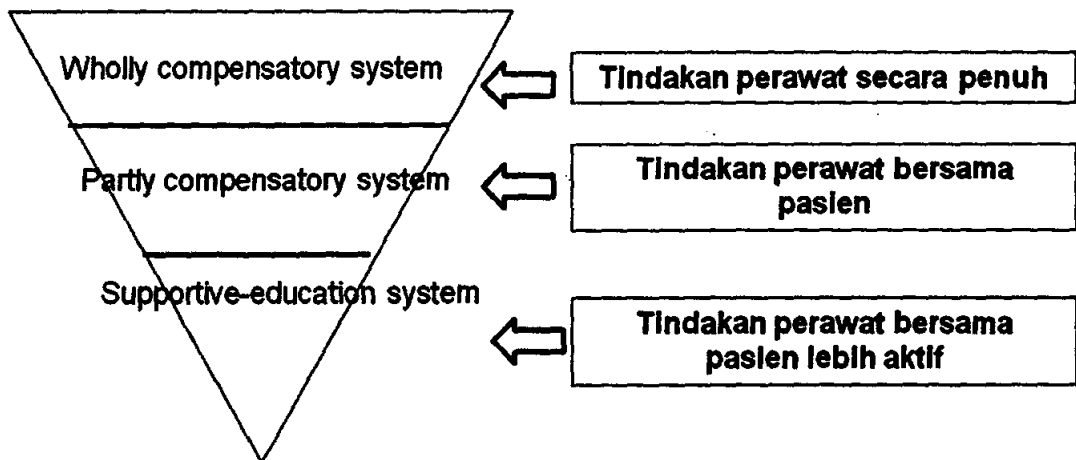 Wholly compensatory system
Tindakan perawat secara penuh
Partly compensatory system
Tindakan perawat bersama
pasien
Supportive-education system
Tindakan perawat bersama
pasien lebih aktif